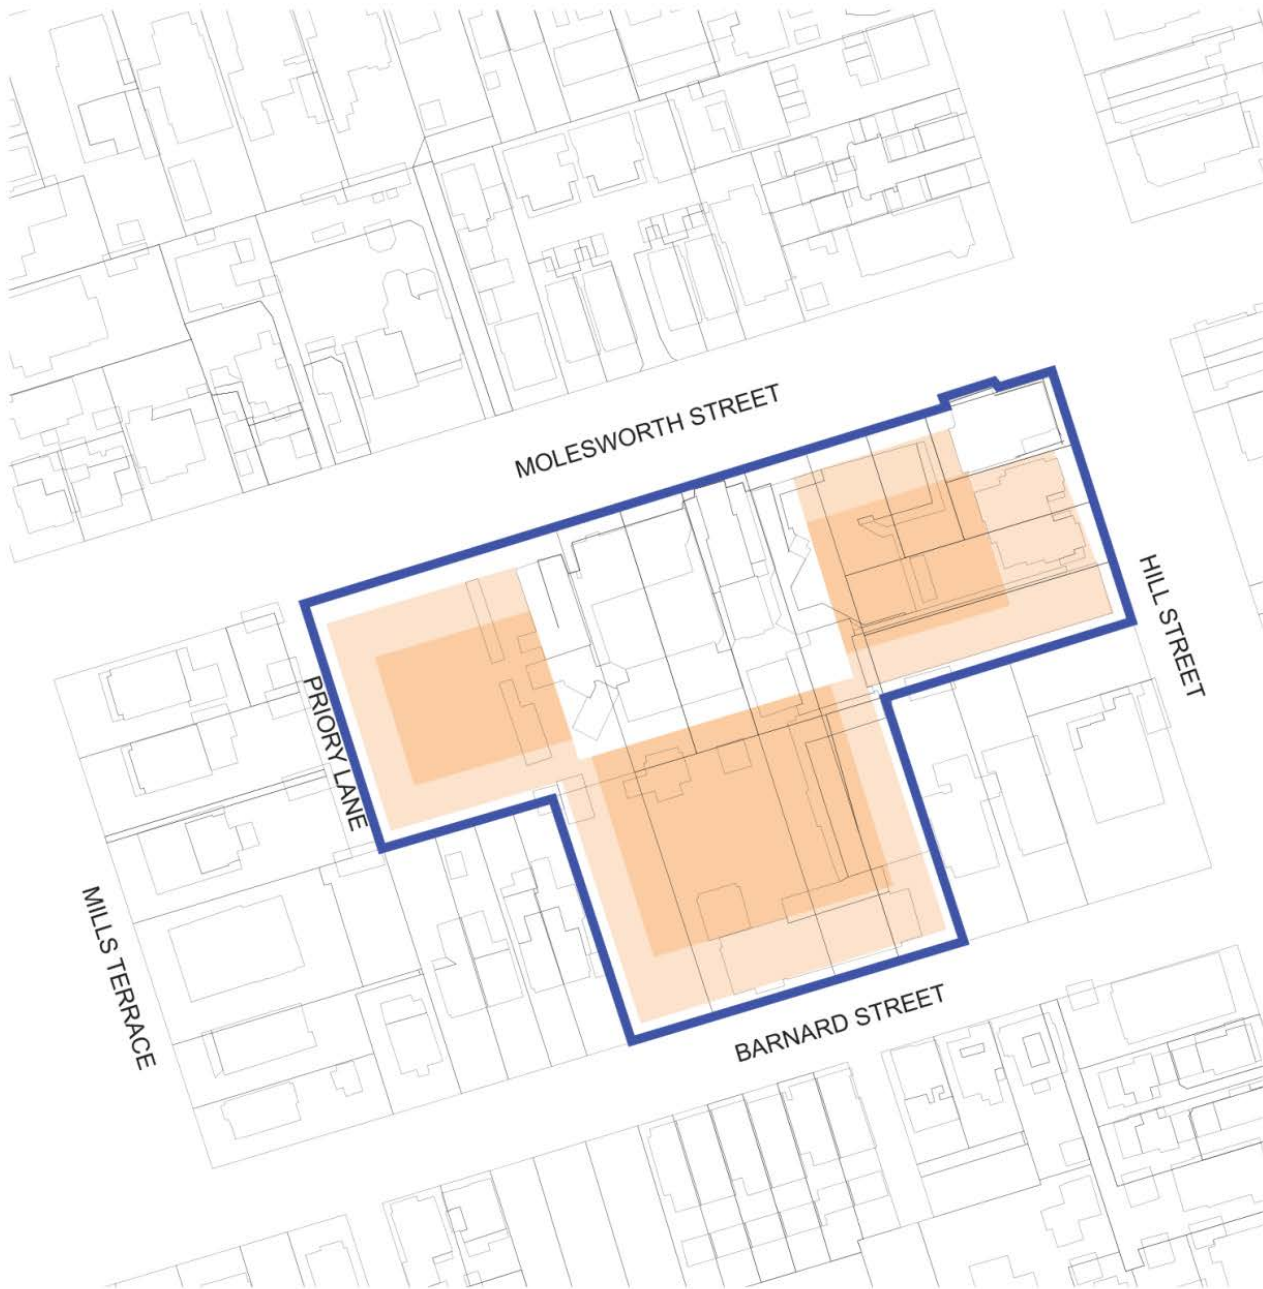 MOLESWORTH STREET
HILL STREET
PRIORY LANE
MILLS TERRACE
BARNARD STREET